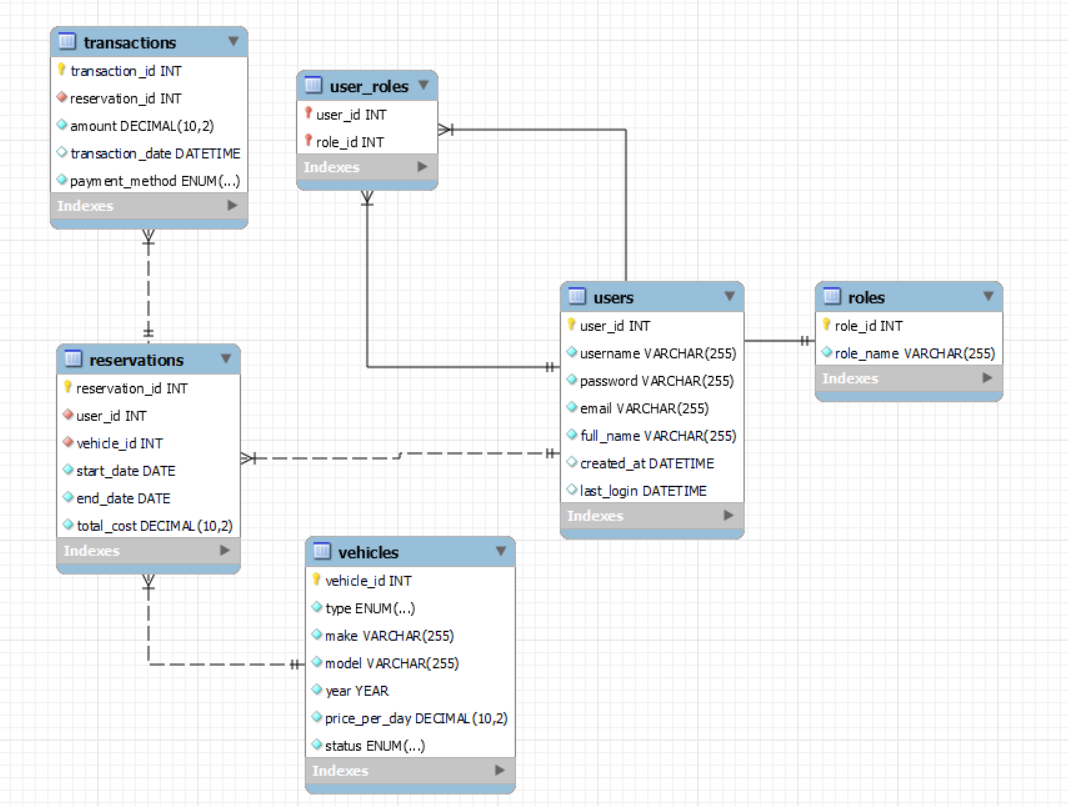 transactions
transaction_id INT
reservation_id INT
amount DECIMAL(10,2)
transaction_date DATETIME
payment_method ENUM(...)
Indexes
user_roles
user_id INT
role_id INT
Indexes
users
user_id INT
username VARCHAR(255)
password VARCHAR(255)
email VARCHAR(255)
full_name VARCHAR(255)
created_at DATETIME
last_login DATETIME
Indexes
roles
role_id INT
role_name VARCHAR(255)
Indexes
reservations
reservation_id INT
user_id INT
vehicle_id INT
start_date DATE
end_date DATE
total_cost DECIMAL(10,2)
Indexes
vehicles
vehicle_id INT
type ENUM(...)
make VARCHAR(255)
model VARCHAR(255)
year YEAR
price_per_day DECIMAL(10,2)
status ENUM(...)
Indexes